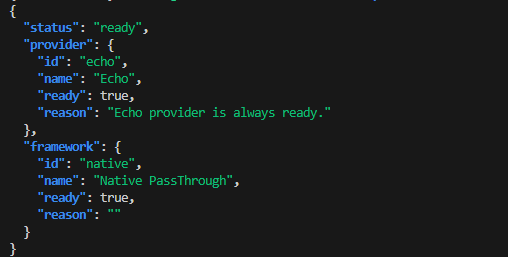 {
  "status": "ready",
  "provider": {
    "id": "echo",
    "name": "Echo",
    "ready": true,
    "reason": "Echo provider is always ready."
  },
  "framework": {
    "id": "native",
    "name": "Native PassThrough",
    "ready": true,
    "reason": ""
  }
}